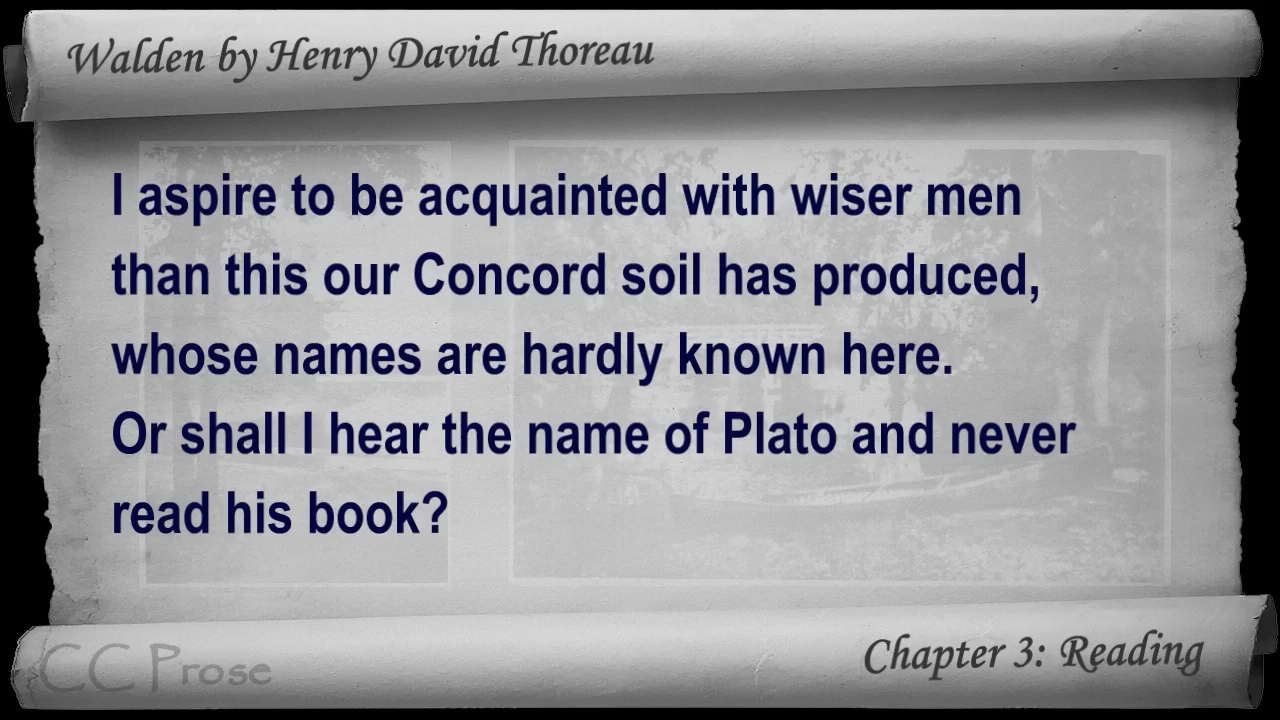 Walden by Henry David Thoreau
I aspire to be acquainted with wiser men
than this our Concord soil has produced,
whose names are hardly known here.
Or shall I hear the name of Plato and never
read his book?
CC Prose
Chapter 3: Reading